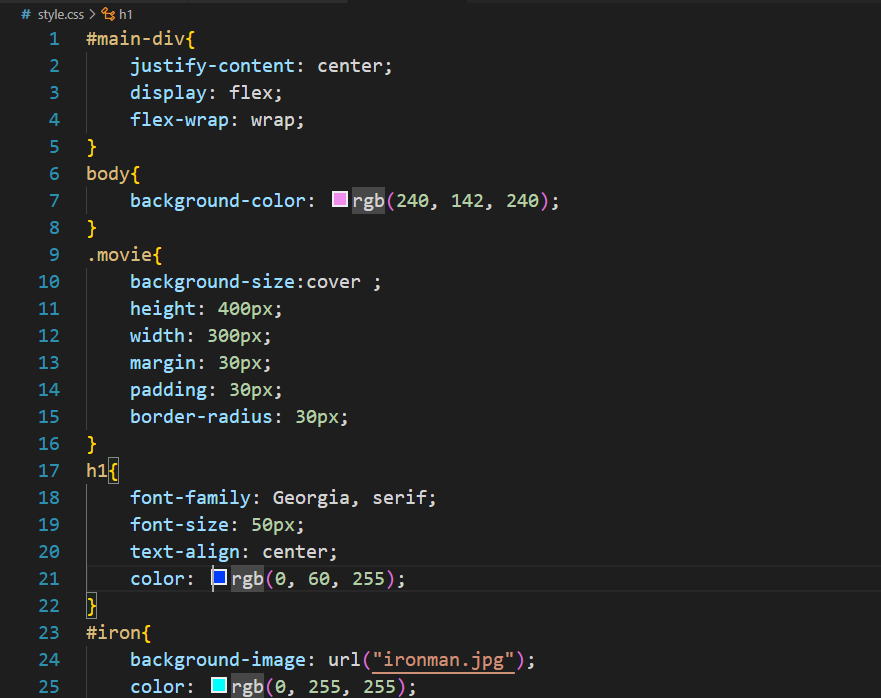 # style.css > h1
1 #main-div{
2 justify-content: center;
3 display: flex;
4 flex-wrap: wrap;
5 }
6 body{
7 background-color: rgb(240, 142, 240);
8 }
9 .movie{
10 background-size:cover ;
11 height: 400px;
12 width: 300px;
13 margin: 30px;
14 padding: 30px;
15 border-radius: 30px;
16 }
17 h1{
18 font-family: Georgia, serif;
19 font-size: 50px;
20 text-align: center;
21 color: rgb(0, 60, 255);
22 }
23 #iron{
24 background-image: url("ironman.jpg");
25 color: rgb(0, 255, 255);